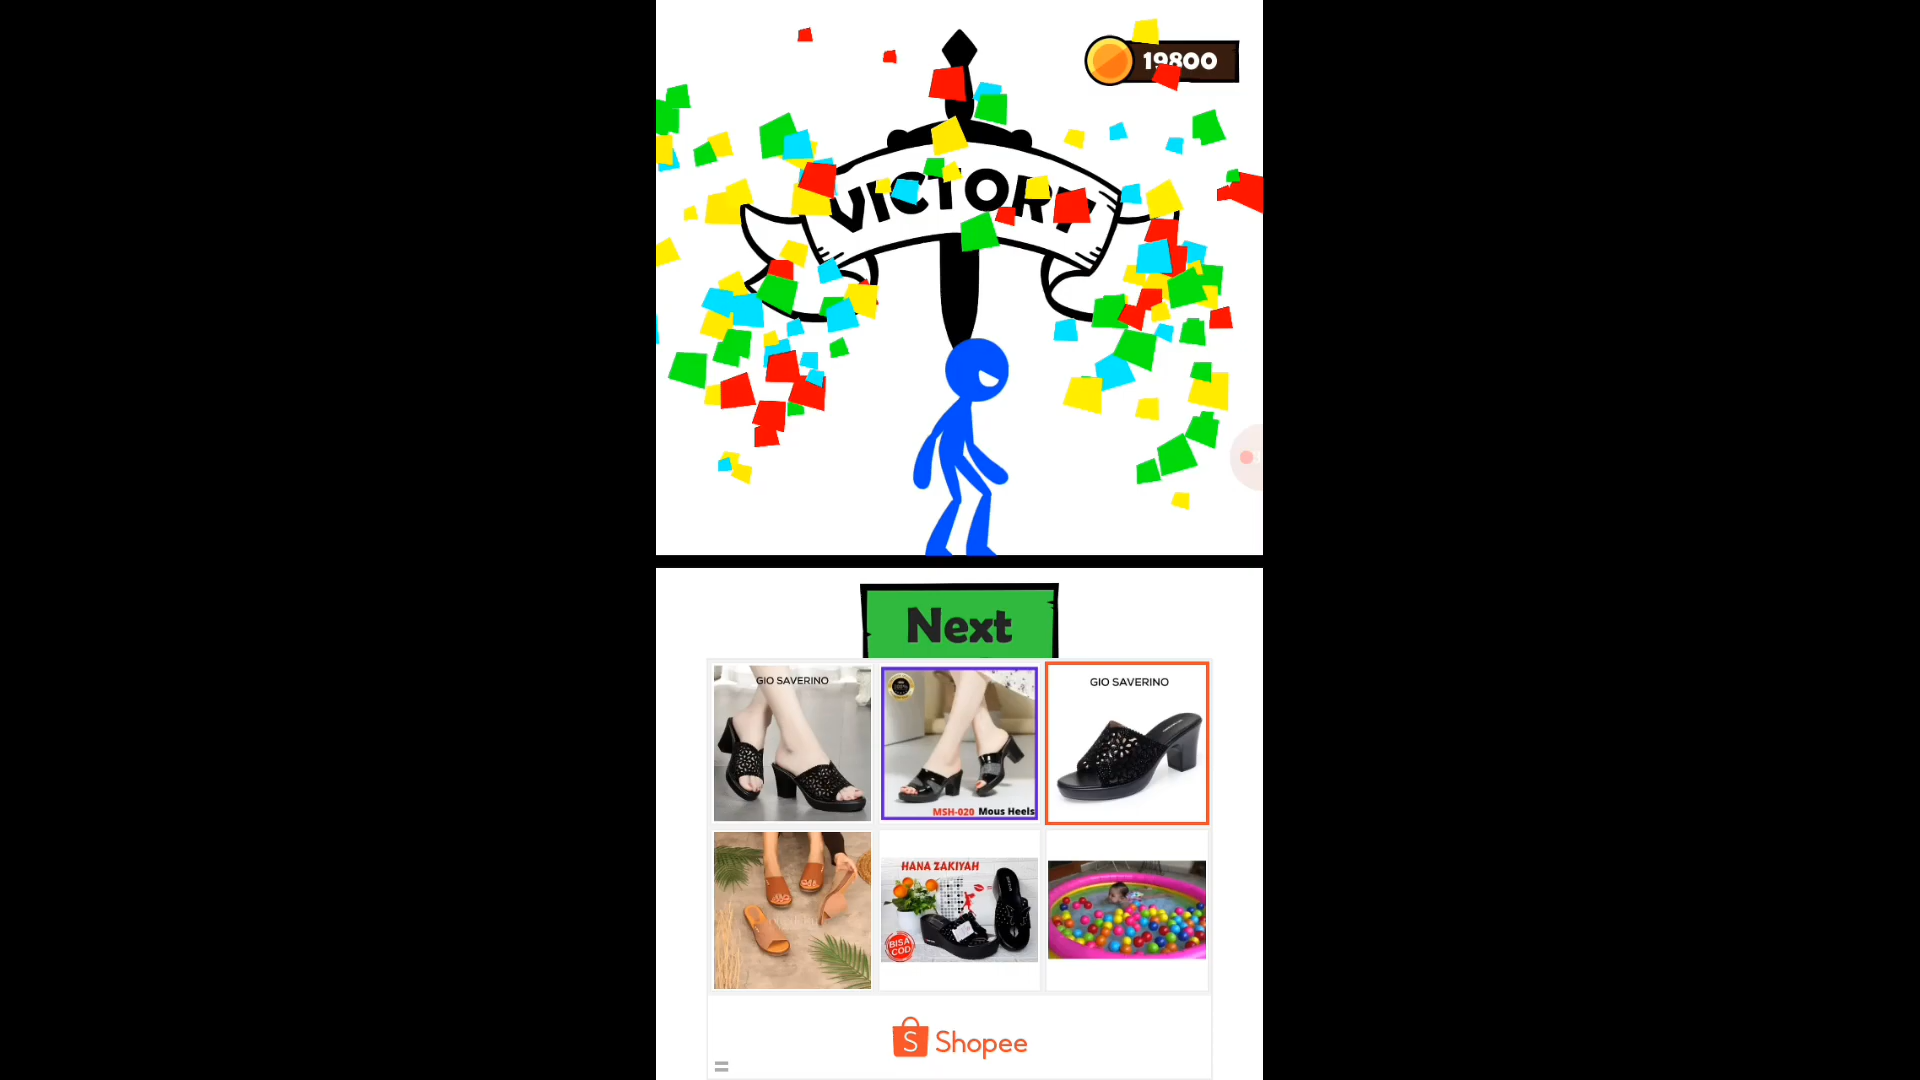 19800
VICTORY
Next
GIO SAVERINO
MSH-020 Mous Heels
GIO SAVERINO
HANA ZAKIYAH
BISA
COD
Shopee